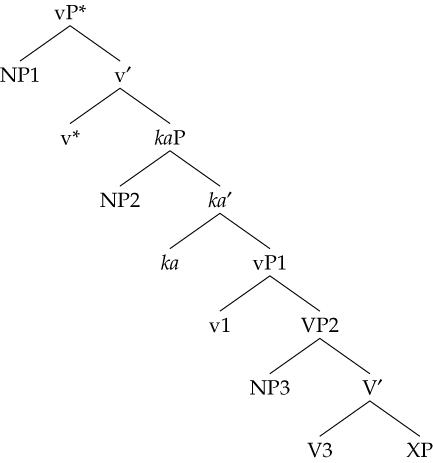 vP*
NP1 v′
v* kaP
NP2 ka′
ka vP1
v1 VP2
NP3 V′
V3 XP